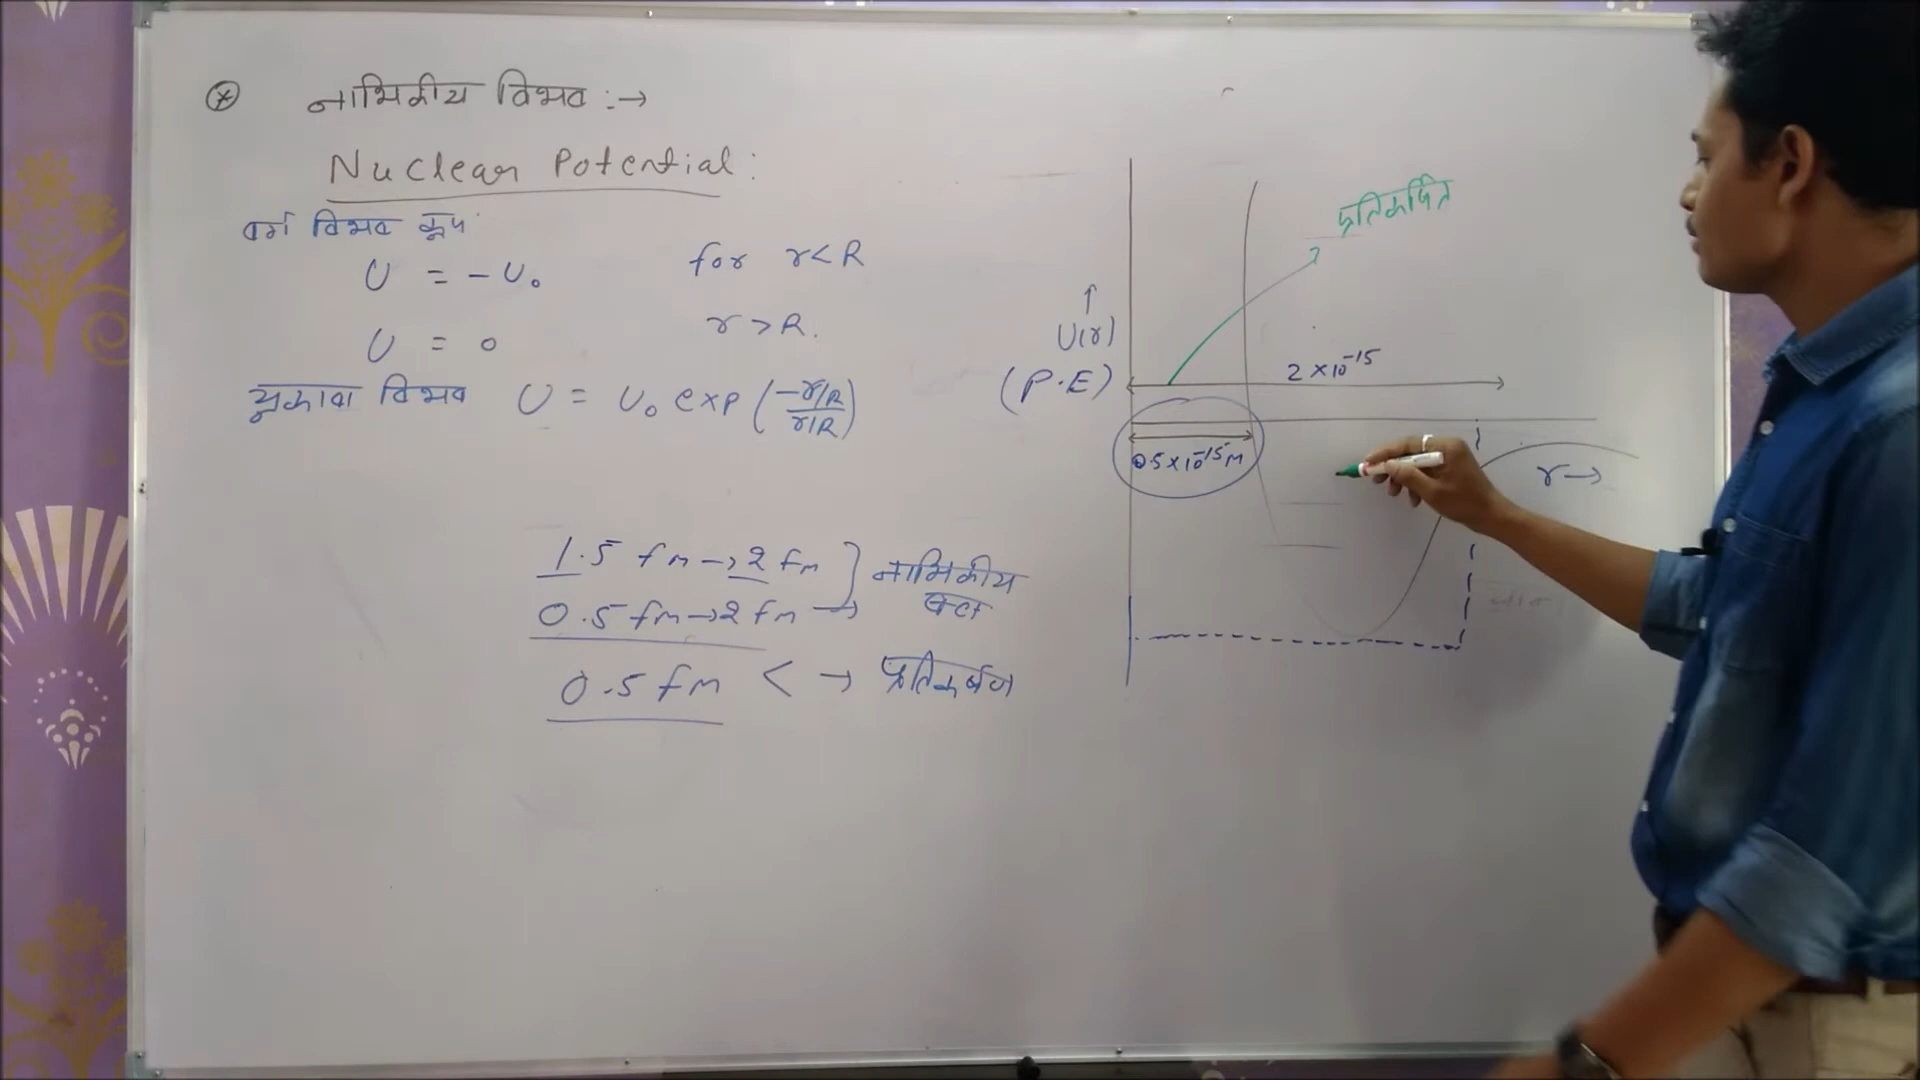 नाभिकीय विभव :→
Nuclear Potential :
वर्ग विभव कूप
U = - U₀ for r < R
U = 0 r > R.
युकावा विभव U = U₀ exp (-r/R / r/R)
1.5 fm → 2 fm } नाभिकीय
0.5 fm → 2 fm → बल
0.5 fm < → प्रतिकर्षण
प्रतिकर्षित
↑
U(r)
(P.E)
2 × 10⁻¹⁵
0.5 × 10⁻¹⁵ M
r →